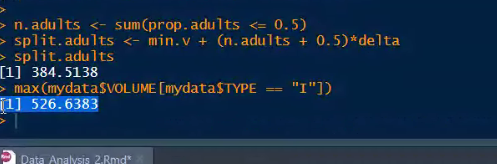 >
> n.adults <- sum(prop.adults <= 0.5)
> split.adults <- min.v + (n.adults + 0.5)*delta
> split.adults
[1] 384.5138
> max(mydata$VOLUME[mydata$TYPE == "I"])
[1] 526.6383
>
Data Analysis 2.Rmd*